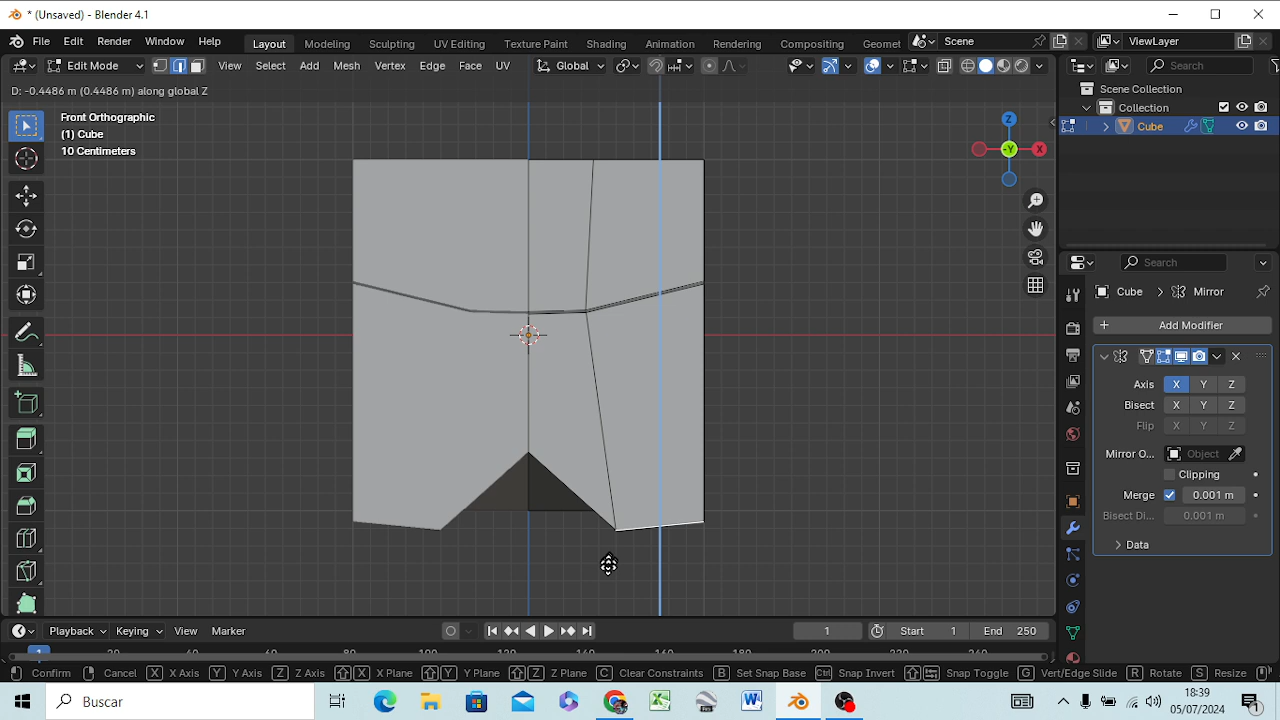 * (Unsaved) - Blender 4.1
File Edit Render Window Help Layout Modeling Sculpting UV Editing Texture Paint Shading Animation Rendering Compositing Geomet Scene ViewLayer
Edit Mode View Select Add Mesh Vertex Edge Face UV Global Search
D: -0.4486 m (0.4486 m) along global Z
Scene Collection
Collection
Cube
Front Orthographic
(1) Cube
10 Centimeters
Z
-Y X
Search
Cube > Mirror
+ Add Modifier
Axis X Y Z
Bisect X Y Z
Flip X Y Z
Mirror O... Object
Clipping
Merge 0.001 m
Bisect Di... 0.001 m
> Data
Playback Keying View Marker 1 Start 1 End 250
Confirm Cancel X X Axis Y Y Axis Z Z Axis X X Plane Y Y Plane Z Z Plane C Clear Constraints B Set Snap Base Ctrl Snap Invert Snap Toggle G Vert/Edge Slide R Rotate S Resize
Buscar
18:39
05/07/2024
1